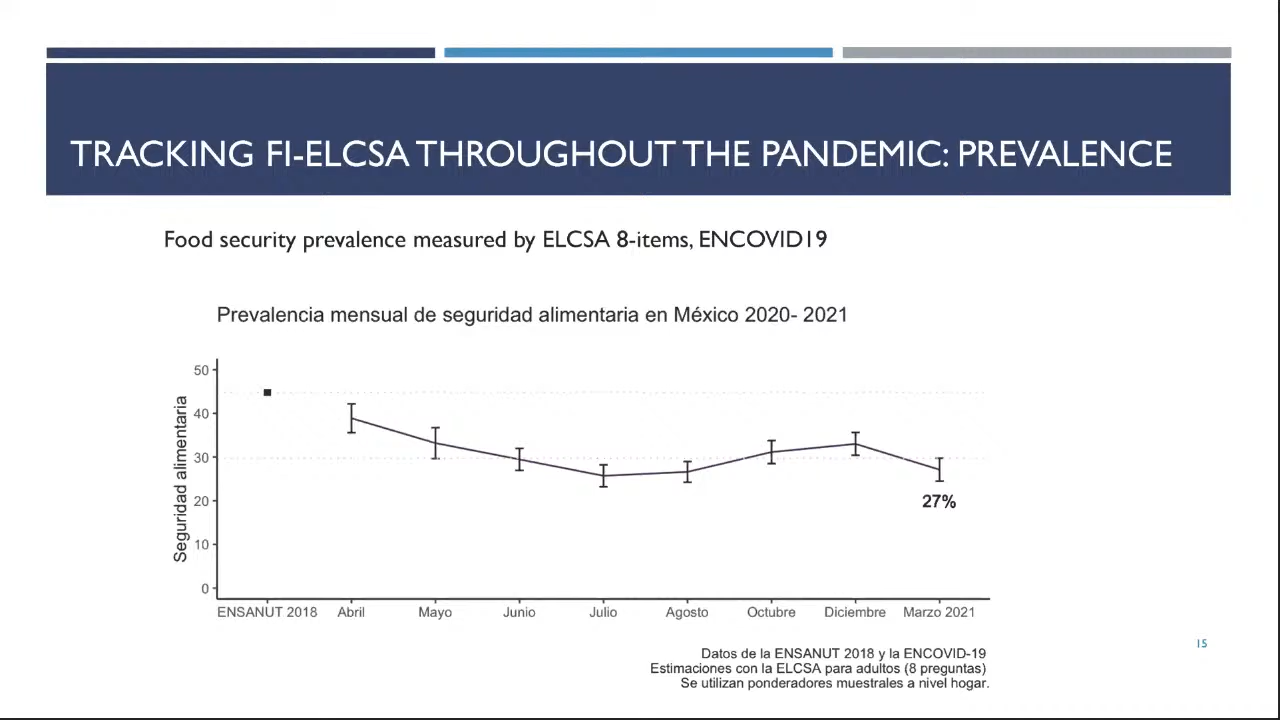 TRACKING FI-ELCSA THROUGHOUT THE PANDEMIC: PREVALENCE
Food security prevalence measured by ELCSA 8-items, ENCOVID19
Prevalencia mensual de seguridad alimentaria en México 2020- 2021
Seguridad alimentaria
50
40
30
20
10
0
27%
ENSANUT 2018 Abril Mayo Junio Julio Agosto Octubre Diciembre Marzo 2021
Datos de la ENSANUT 2018 y la ENCOVID-19
Estimaciones con la ELCSA para adultos (8 preguntas)
Se utilizan ponderadores muestrales a nivel hogar.
15